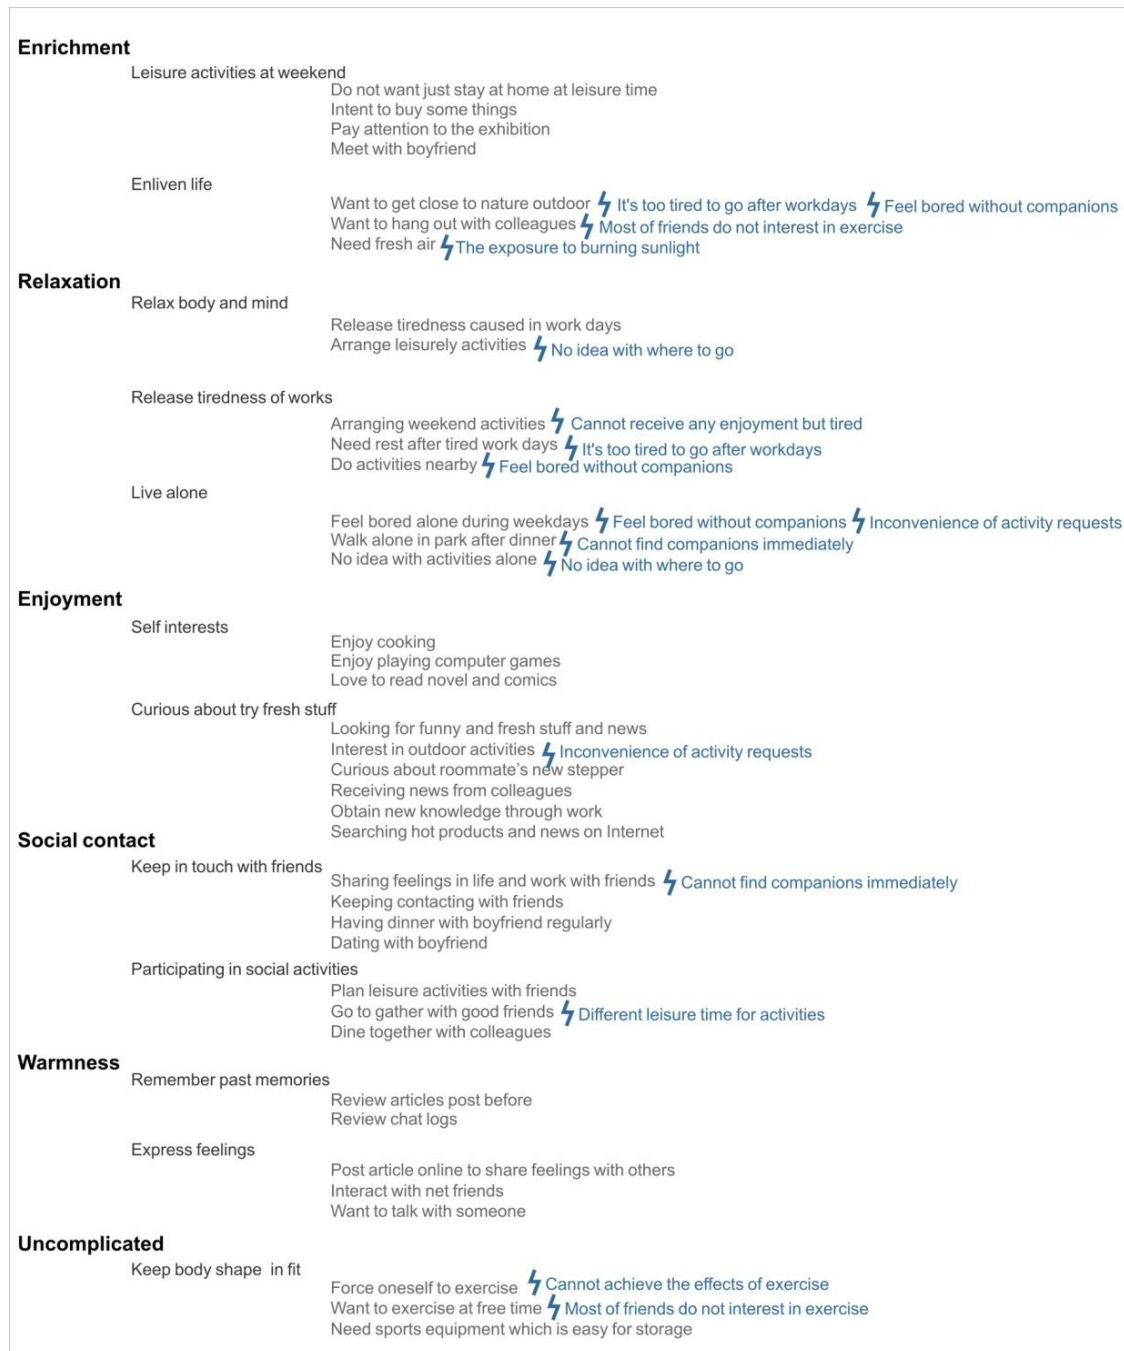 Enrichment
Leisure activities at weekend
Do not want just stay at home at leisure time
Intent to buy some things
Pay attention to the exhibition
Meet with boyfriend
Enliven life
Want to get close to nature outdoor It's too tired to go after workdays Feel bored without companions
Want to hang out with colleagues Most of friends do not interest in exercise
Need fresh air The exposure to burning sunlight
Relaxation
Relax body and mind
Release tiredness caused in work days
Arrange leisurely activities No idea with where to go
Release tiredness of works
Arranging weekend activities Cannot receive any enjoyment but tired
Need rest after tired work days It's too tired to go after workdays
Do activities nearby Feel bored without companions
Live alone
Feel bored alone during weekdays Feel bored without companions Inconvenience of activity requests
Walk alone in park after dinner Cannot find companions immediately
No idea with activities alone No idea with where to go
Enjoyment
Self interests
Enjoy cooking
Enjoy playing computer games
Love to read novel and comics
Curious about try fresh stuff
Looking for funny and fresh stuff and news
Interest in outdoor activities Inconvenience of activity requests
Curious about roommate's new stepper
Receiving news from colleagues
Obtain new knowledge through work
Searching hot products and news on Internet
Social contact
Keep in touch with friends
Sharing feelings in life and work with friends Cannot find companions immediately
Keeping contacting with friends
Having dinner with boyfriend regularly
Dating with boyfriend
Participating in social activities
Plan leisure activities with friends
Go to gather with good friends Different leisure time for activities
Dine together with colleagues
Warmness
Remember past memories
Review articles post before
Review chat logs
Express feelings
Post article online to share feelings with others
Interact with net friends
Want to talk with someone
Uncomplicated
Keep body shape in fit
Force oneself to exercise Cannot achieve the effects of exercise
Want to exercise at free time Most of friends do not interest in exercise
Need sports equipment which is easy for storage